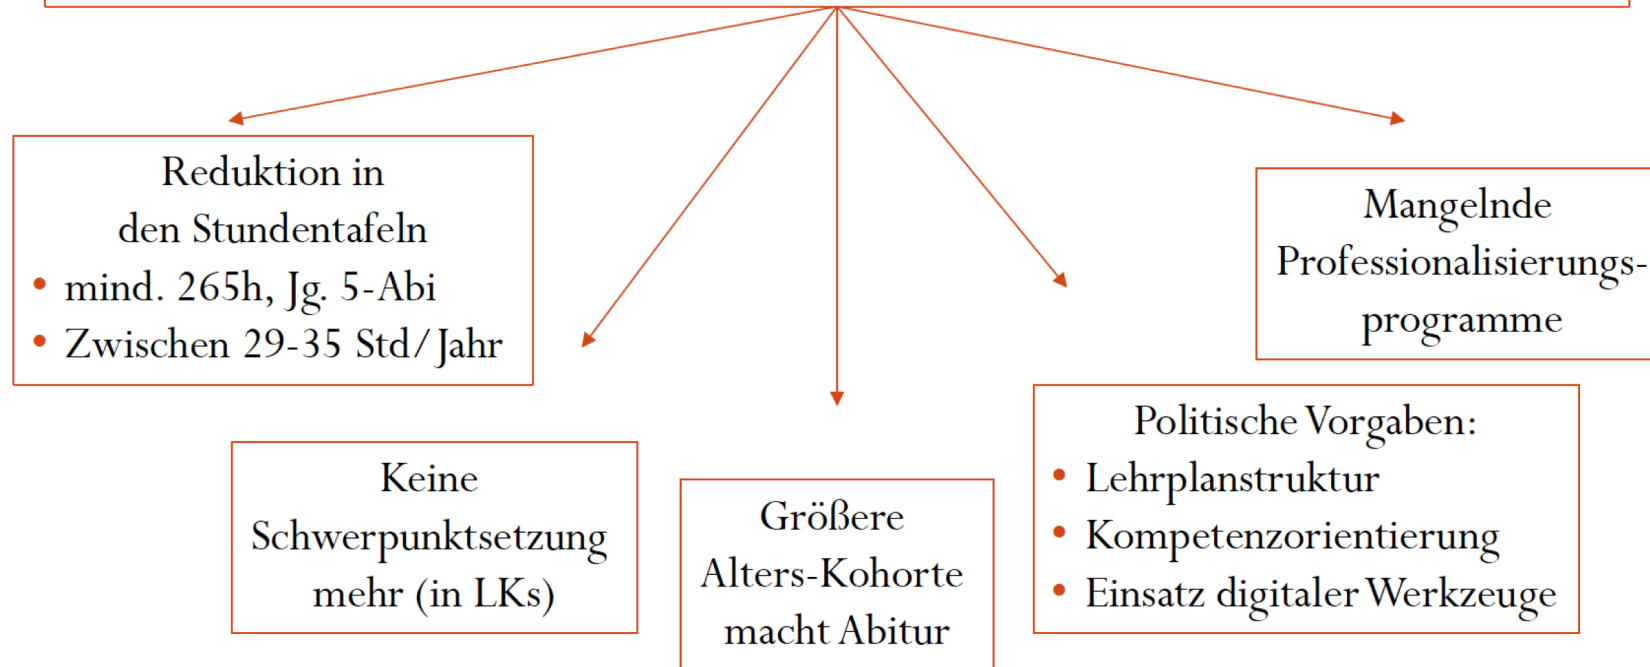 Reduktion in
den Stundentafeln
• mind. 265h, Jg. 5-Abi
• Zwischen 29-35 Std/Jahr
Keine
Schwerpunktsetzung
mehr (in LKs)
Größere
Alters-Kohorte
macht Abitur
Politische Vorgaben:
• Lehrplanstruktur
• Kompetenzorientierung
• Einsatz digitaler Werkzeuge
Mangelnde
Professionalisierungs-
programme